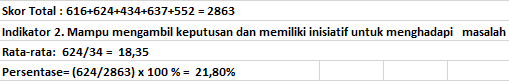 Skor Total : 616+624+434+637+552 = 2863
Indikator 2. Mampu mengambil keputusan dan memiliki inisiatif untuk menghadapi masalah
Rata-rata: 624/34 = 18,35
Persentase= (624/2863) x 100 % = 21,80%